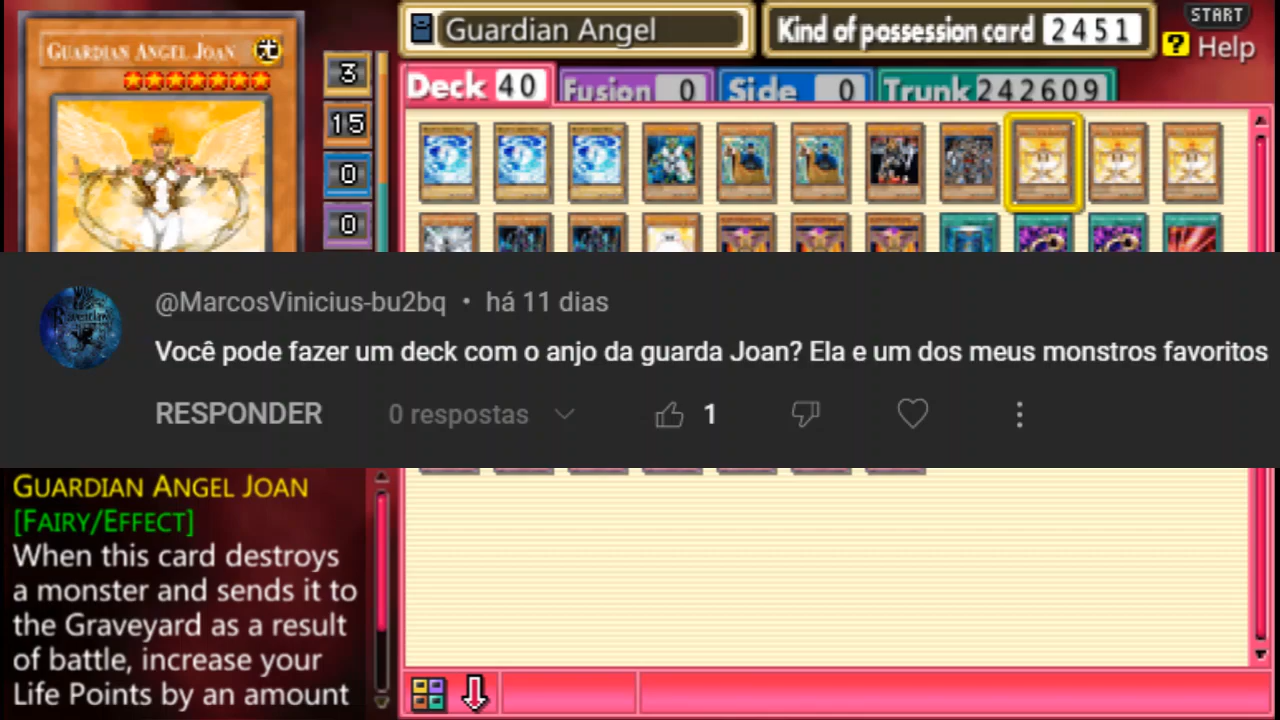 GUARDIAN ANGEL JOAN
3
15
0
0
Guardian Angel
Kind of possession card 2451
START
? Help
Deck 40
Fusion 0
Side 0
Trunk 242609
@MarcosVinicius-bu2bq • há 11 dias
Você pode fazer um deck com o anjo da guarda Joan? Ela e um dos meus monstros favoritos
RESPONDER
0 respostas
1
GUARDIAN ANGEL JOAN
[FAIRY/EFFECT]
When this card destroys
a monster and sends it to
the Graveyard as a result
of battle, increase your
Life Points by an amount